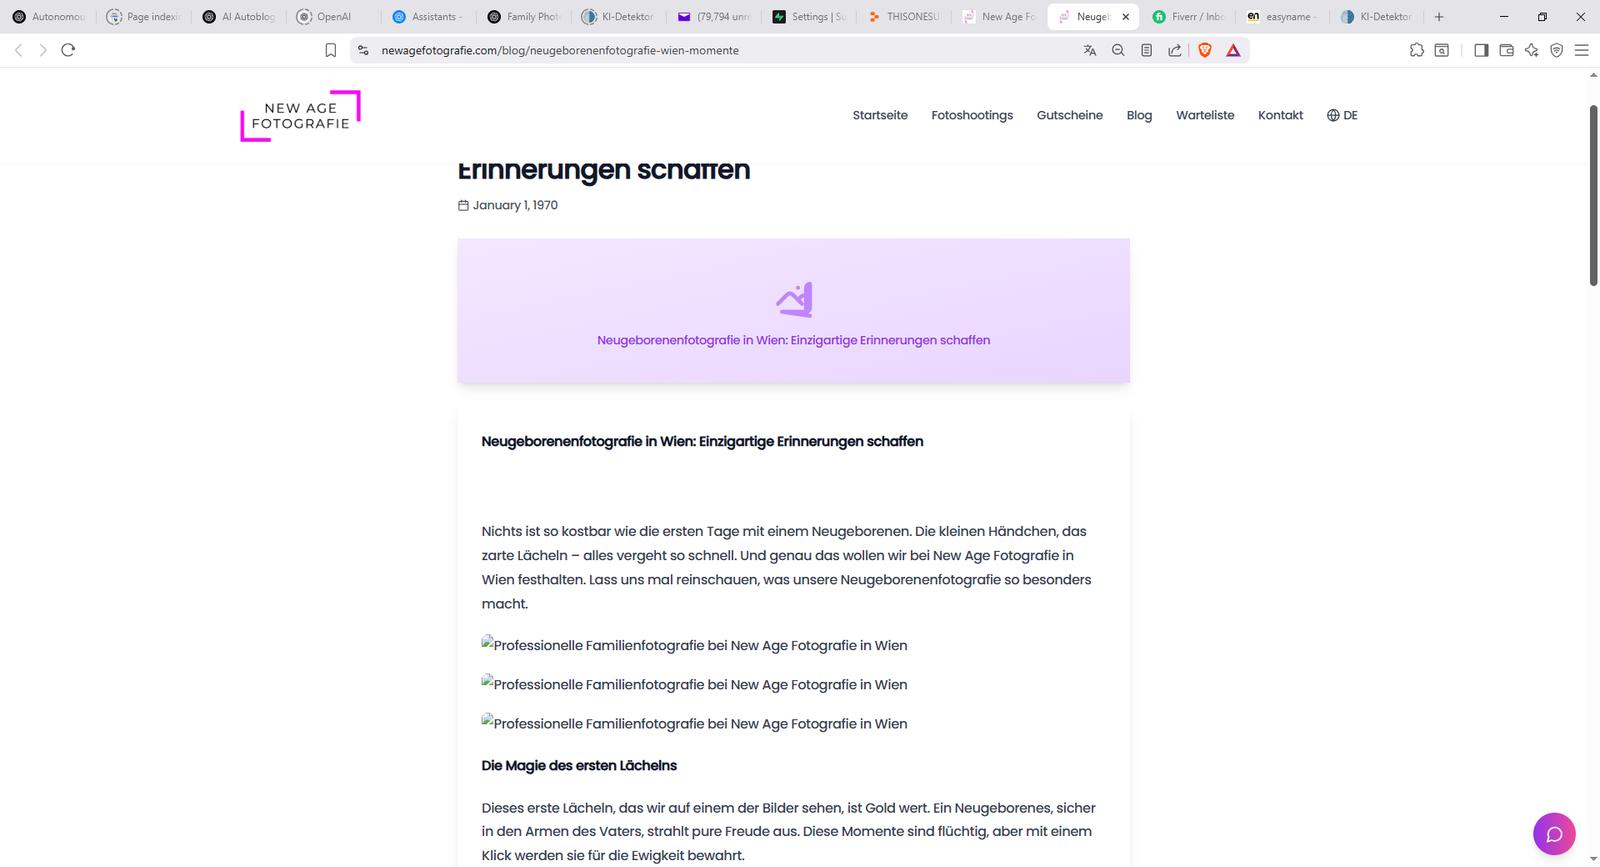 Autonomou
Page indexin
AI Autoblog
OpenAI
Assistants -
Family Phot
KI-Detektor
(79,794 unre
Settings | Su
THISONESU
New Age Fo
Neugeb
Fiverr / Inbo
easyname -
KI-Detektor
newagefotografie.com/blog/neugeborenenfotografie-wien-momente
NEW AGE
FOTOGRAFIE
Startseite
Fotoshootings
Gutscheine
Blog
Warteliste
Kontakt
DE
Erinnerungen schaffen
January 1, 1970
Neugeborenenfotografie in Wien: Einzigartige Erinnerungen schaffen
Neugeborenenfotografie in Wien: Einzigartige Erinnerungen schaffen
Nichts ist so kostbar wie die ersten Tage mit einem Neugeborenen. Die kleinen Händchen, das
zarte Lächeln – alles vergeht so schnell. Und genau das wollen wir bei New Age Fotografie in
Wien festhalten. Lass uns mal reinschauen, was unsere Neugeborenenfotografie so besonders
macht.
Professionelle Familienfotografie bei New Age Fotografie in Wien
Professionelle Familienfotografie bei New Age Fotografie in Wien
Professionelle Familienfotografie bei New Age Fotografie in Wien
Die Magie des ersten Lächelns
Dieses erste Lächeln, das wir auf einem der Bilder sehen, ist Gold wert. Ein Neugeborenes, sicher
in den Armen des Vaters, strahlt pure Freude aus. Diese Momente sind flüchtig, aber mit einem
Klick werden sie für die Ewigkeit bewahrt.